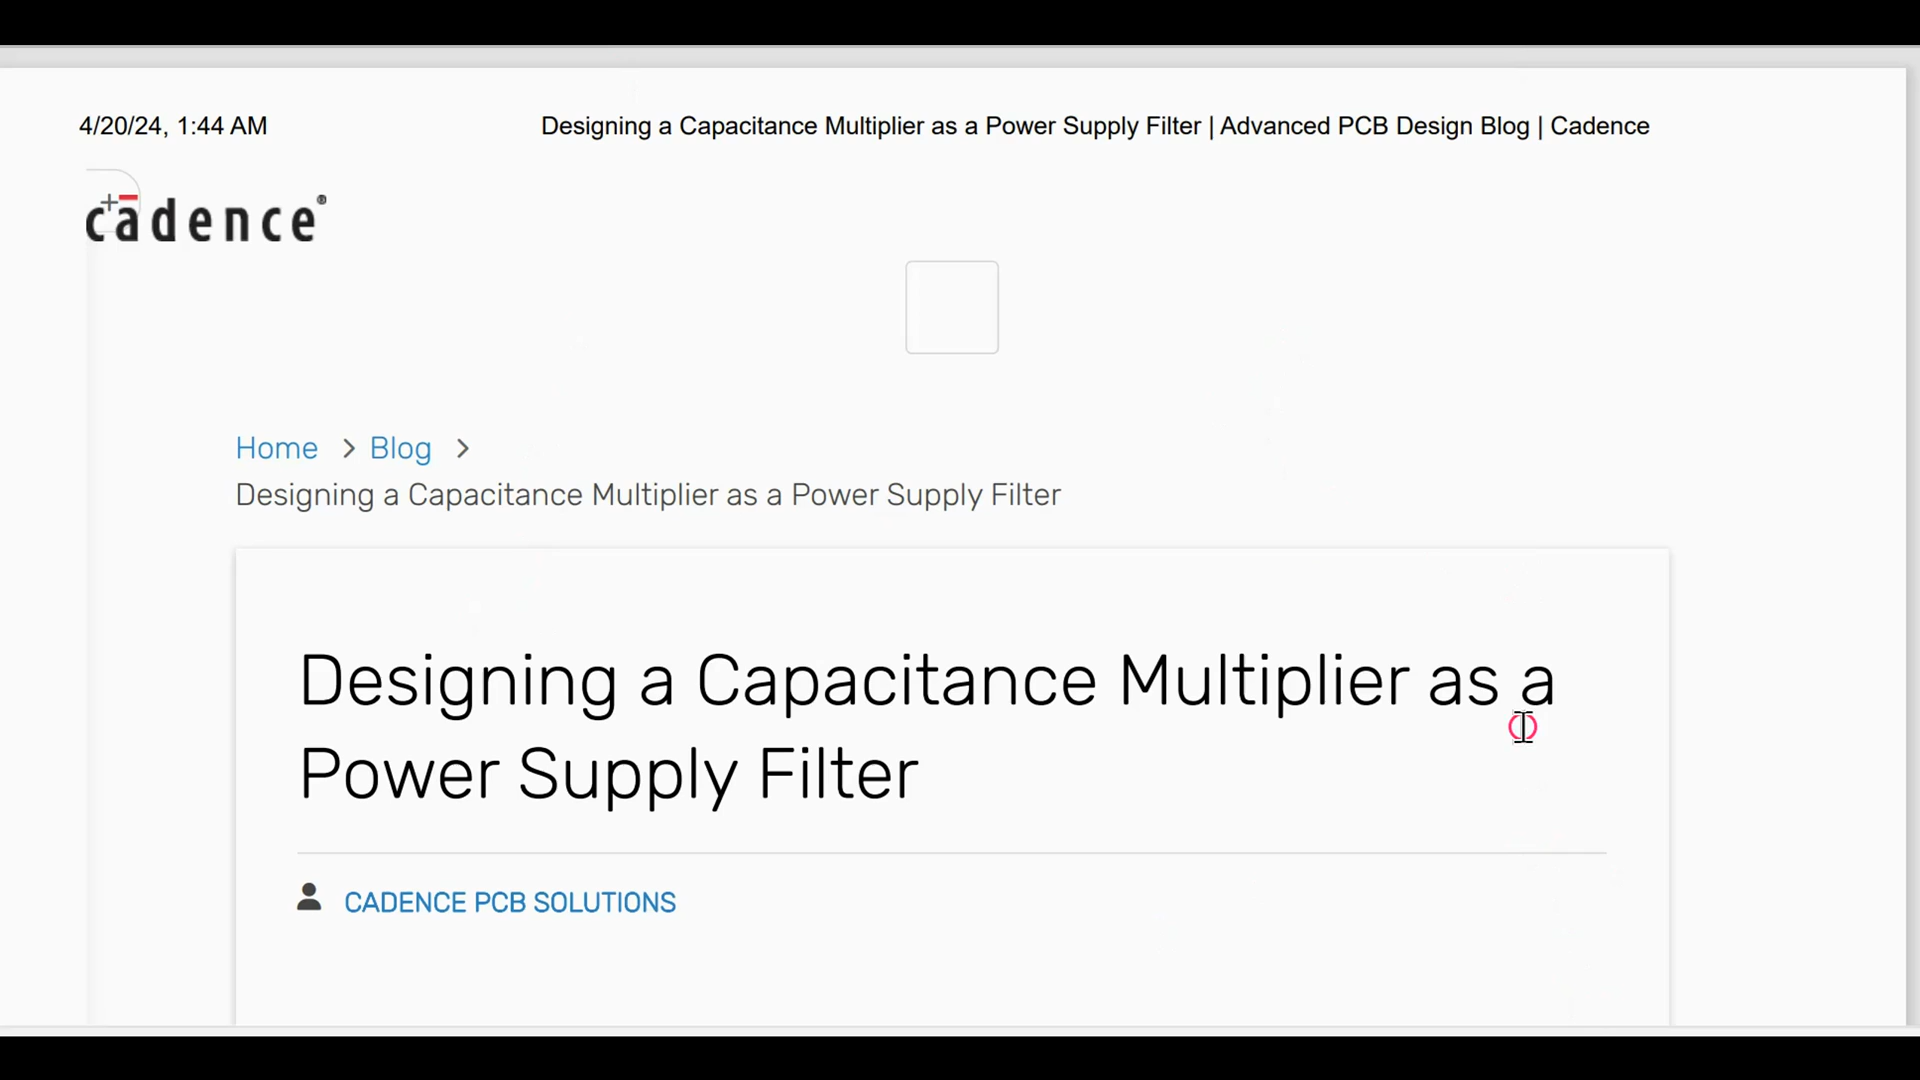 4/20/24, 1:44 AM Designing a Capacitance Multiplier as a Power Supply Filter | Advanced PCB Design Blog | Cadence
cadence®
Home > Blog >
Designing a Capacitance Multiplier as a Power Supply Filter
Designing a Capacitance Multiplier as a
Power Supply Filter
CADENCE PCB SOLUTIONS